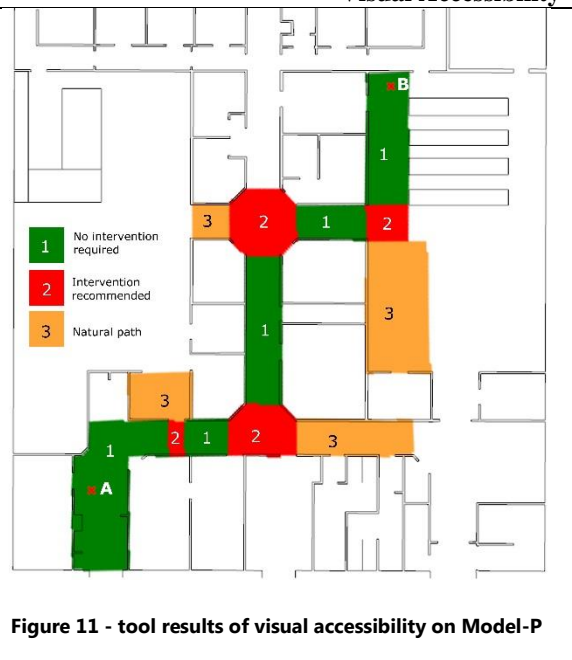 Visual Accessibility
B
1
3
2
1
2
1
No intervention
required
2
Intervention
recommended
3
Natural path
3
1
3
1
2
1
2
3
A
Figure 11 - tool results of visual accessibility on Model-P